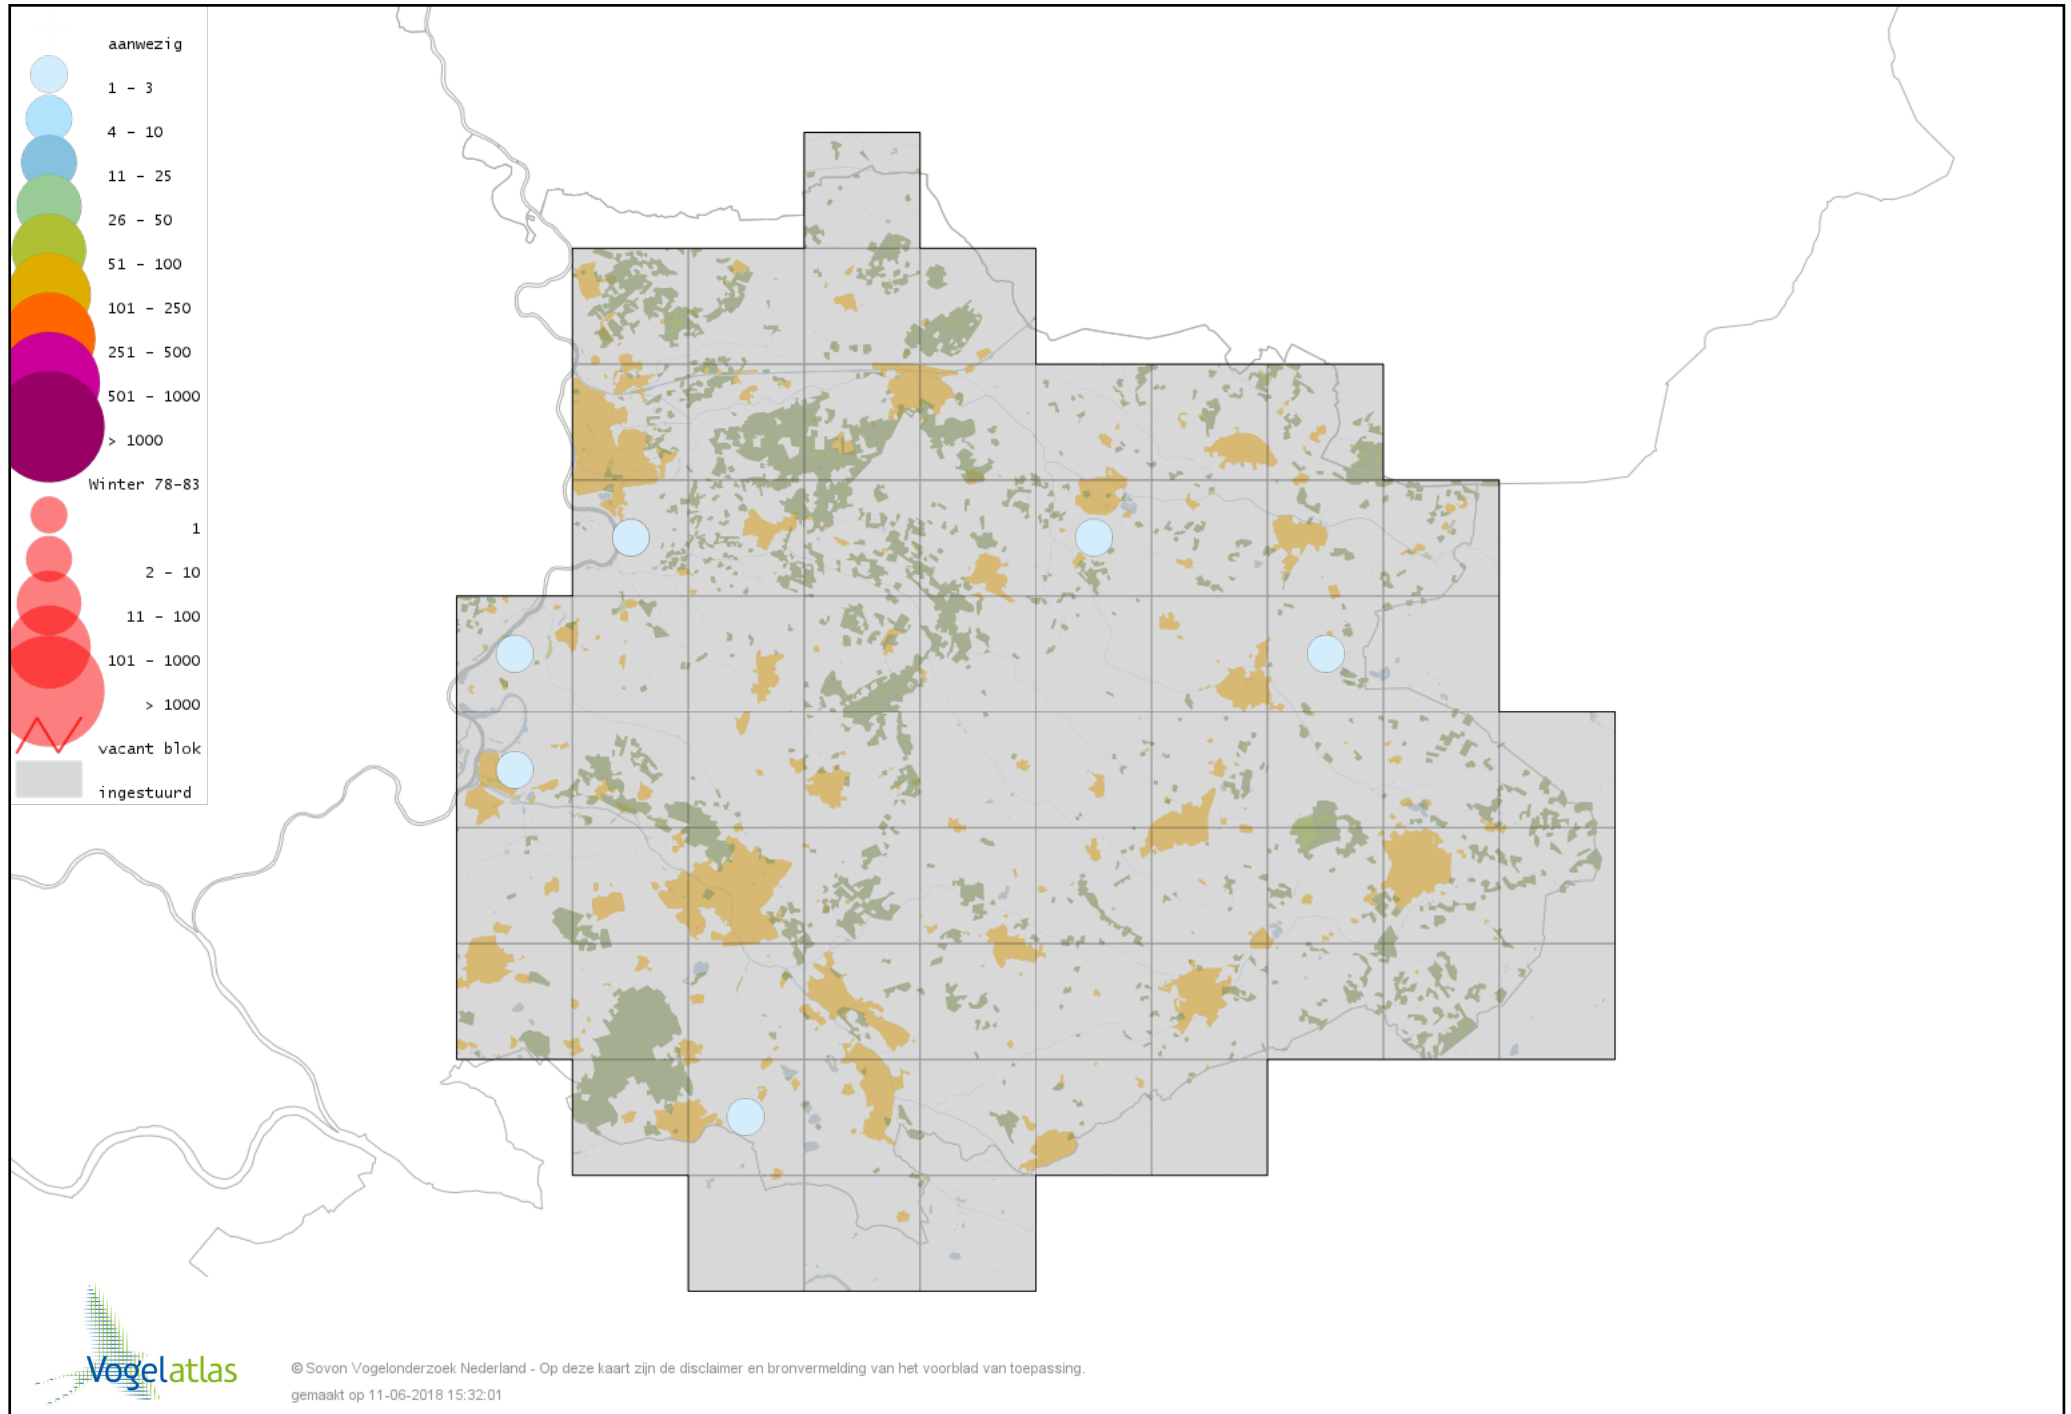 aanwezig
1 - 3
4 - 10
11 - 25
26 - 50
51 - 100
101 - 250
251 - 500
501 - 1000
> 1000
Winter 78-83
1
2 - 10
11 - 100
101 - 1000
> 1000
vacant blok
ingestuurd
Vogelatlas
© Sovon Vogelonderzoek Nederland - Op deze kaart zijn de disclaimer en bronvermelding van het voorblad van toepassing.
gemaakt op 11-06-2018 15:32:01